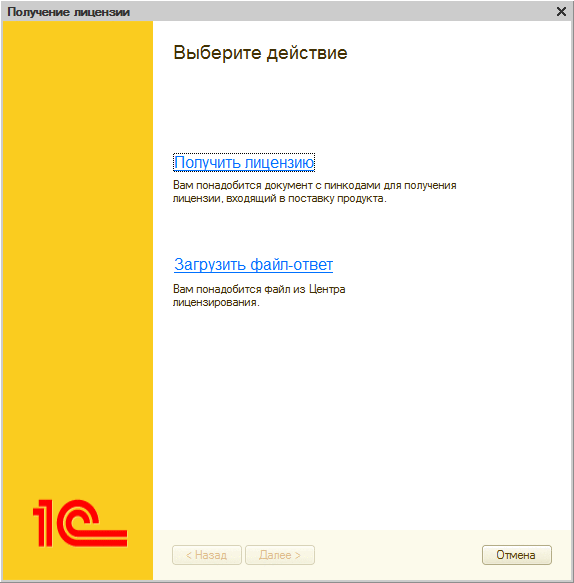 Получение лицензии
Выберите действие
Получить лицензию
Вам понадобится документ с пинкодами для получения
лицензии, входящий в поставку продукта.
Загрузить файл-ответ
Вам понадобится файл из Центра
лицензирования.
1С
< Назад
Далее >
Отмена